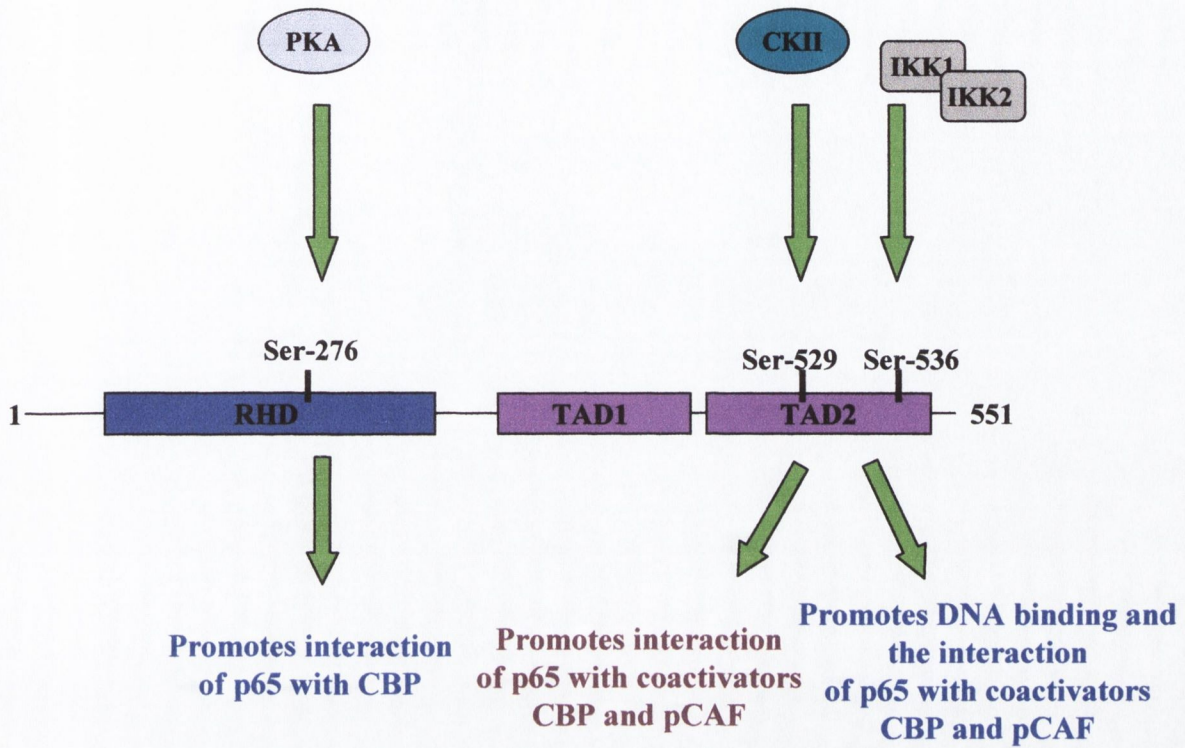 PKA
CKII
IKK1
IKK2
Ser-276
Ser-529
Ser-536
1
RHD
TAD1
TAD2
551
Promotes interaction
of p65 with CBP
Promotes interaction
of p65 with coactivators
CBP and pCAF
Promotes DNA binding and
the interaction
of p65 with coactivators
CBP and pCAF